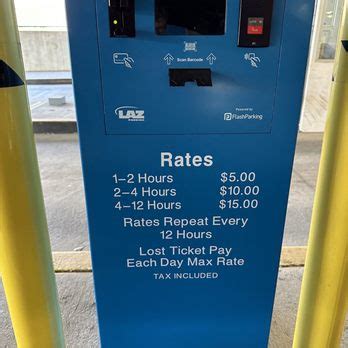 Scan Barcode
LAZ
PARKING
Powered by
FlashParking
Rates
1–2 Hours $5.00
2–4 Hours $10.00
4–12 Hours $15.00
Rates Repeat Every
12 Hours
Lost Ticket Pay
Each Day Max Rate
TAX INCLUDED